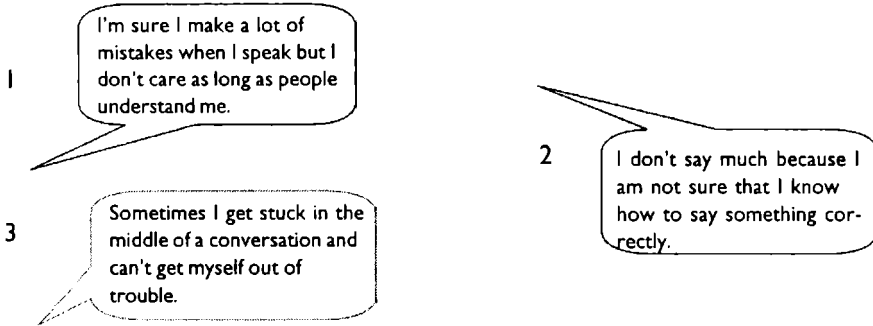 1
I'm sure I make a lot of
mistakes when I speak but I
don't care as long as people
understand me.
2
I don't say much because I
am not sure that I know
how to say something cor-
rectly.
3
Sometimes I get stuck in the
middle of a conversation and
can't get myself out of
trouble.